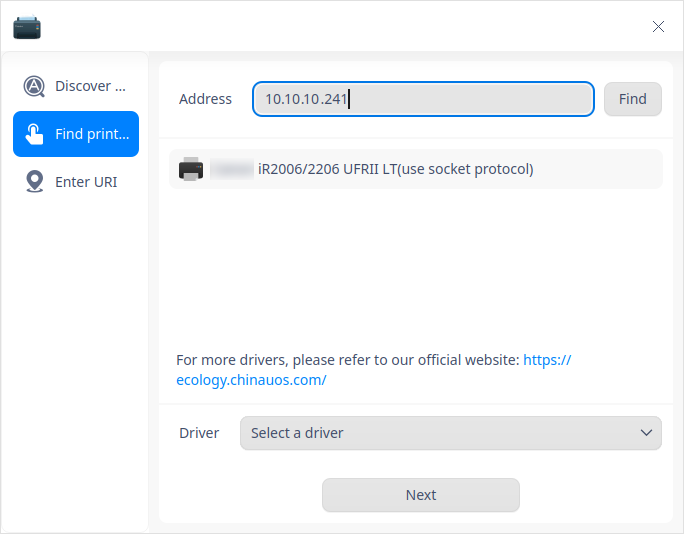 Discover ...
Address
10.10.10.241
Find
Find print...
iR2006/2206 UFRII LT(use socket protocol)
Enter URI
For more drivers, please refer to our official website: https://
ecology.chinauos.com/
Driver
Select a driver
Next